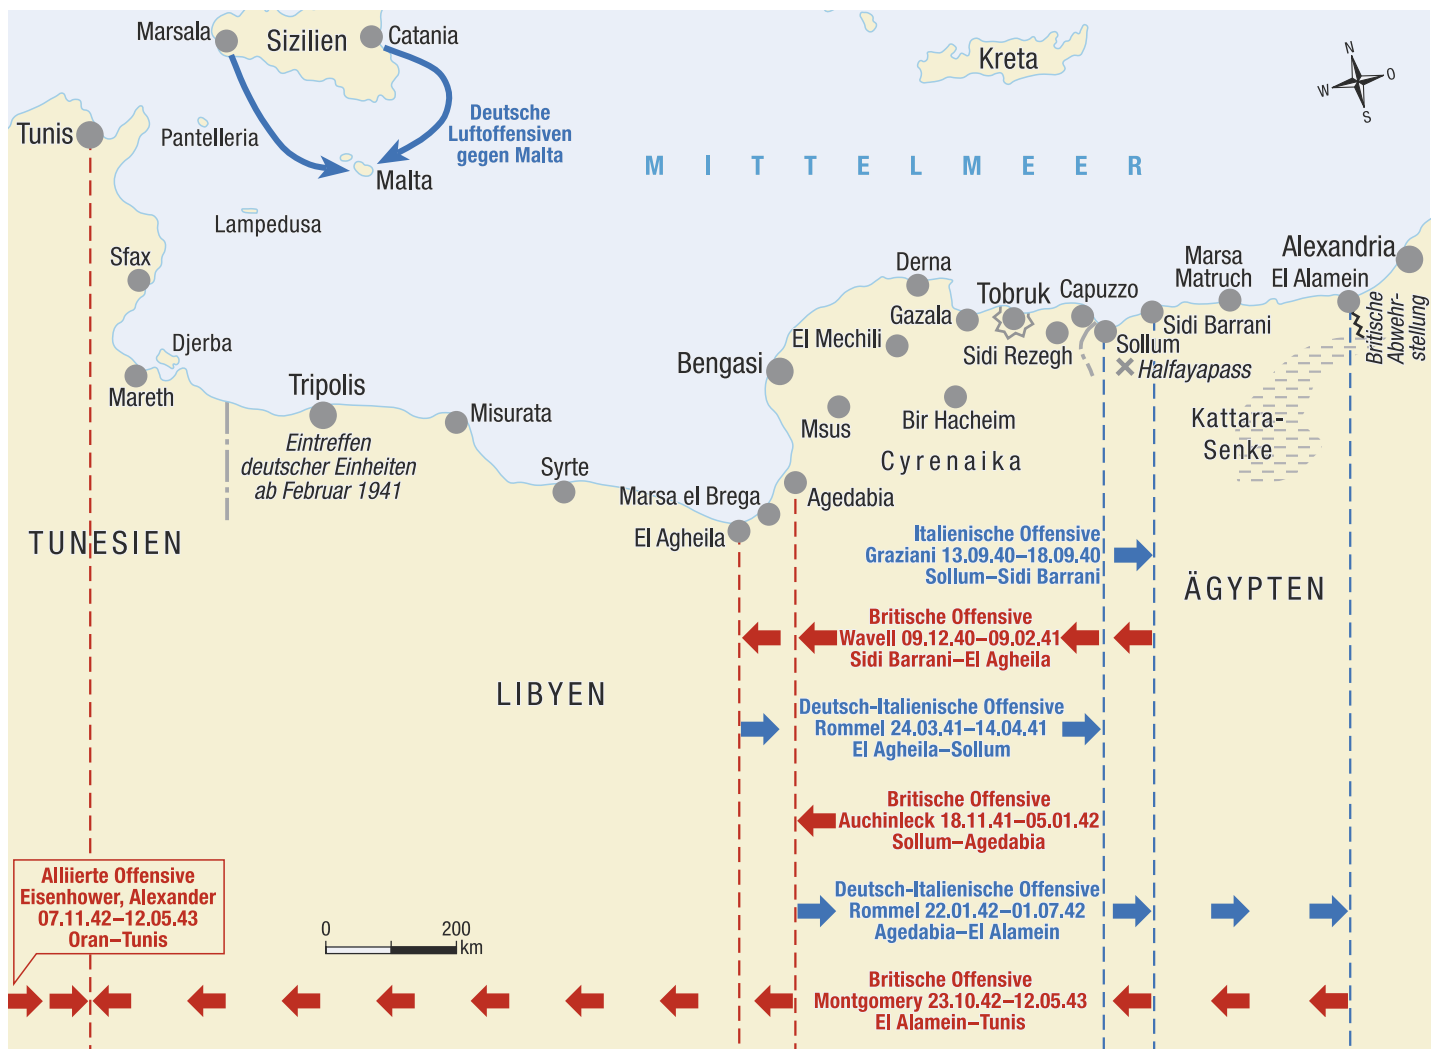 Marsala
Sizilien
Catania
Kreta
N
W
O
S
Deutsche
Luftoffensiven
gegen Malta
Tunis
Pantelleria
MITTELMEER
Malta
Lampedusa
Sfax
Djerba
Mareth
Tripolis
Eintreffen
deutscher Einheiten
ab Februar 1941
Misurata
Syrte
Marsa el Brega
El Agheila
Agedabia
Bengasi
Derna
Gazala
El Mechili
Msus
Bir Hacheim
Cyrenaika
Tobruk
Sidi Rezegh
Capuzzo
Sollum
Halfayapass
Sidi Barrani
Marsa
Matruch
Alexandria
El Alamein
Britische
Abwehr-
stellung
Kattara-
Senke
TUNESIEN
LIBYEN
ÄGYPTEN
Italienische Offensive
Graziani 13.09.40–18.09.40
Sollum–Sidi Barrani
Britische Offensive
Wavell 09.12.40–09.02.41
Sidi Barrani–El Agheila
Deutsch-Italienische Offensive
Rommel 24.03.41–14.04.41
El Agheila–Sollum
Britische Offensive
Auchinleck 18.11.41–05.01.42
Sollum–Agedabia
Deutsch-Italienische Offensive
Rommel 22.01.42–01.07.42
Agedabia–El Alamein
Britische Offensive
Montgomery 23.10.42–12.05.43
El Alamein–Tunis
Alliierte Offensive
Eisenhower, Alexander
07.11.42–12.05.43
Oran–Tunis
0 200
km